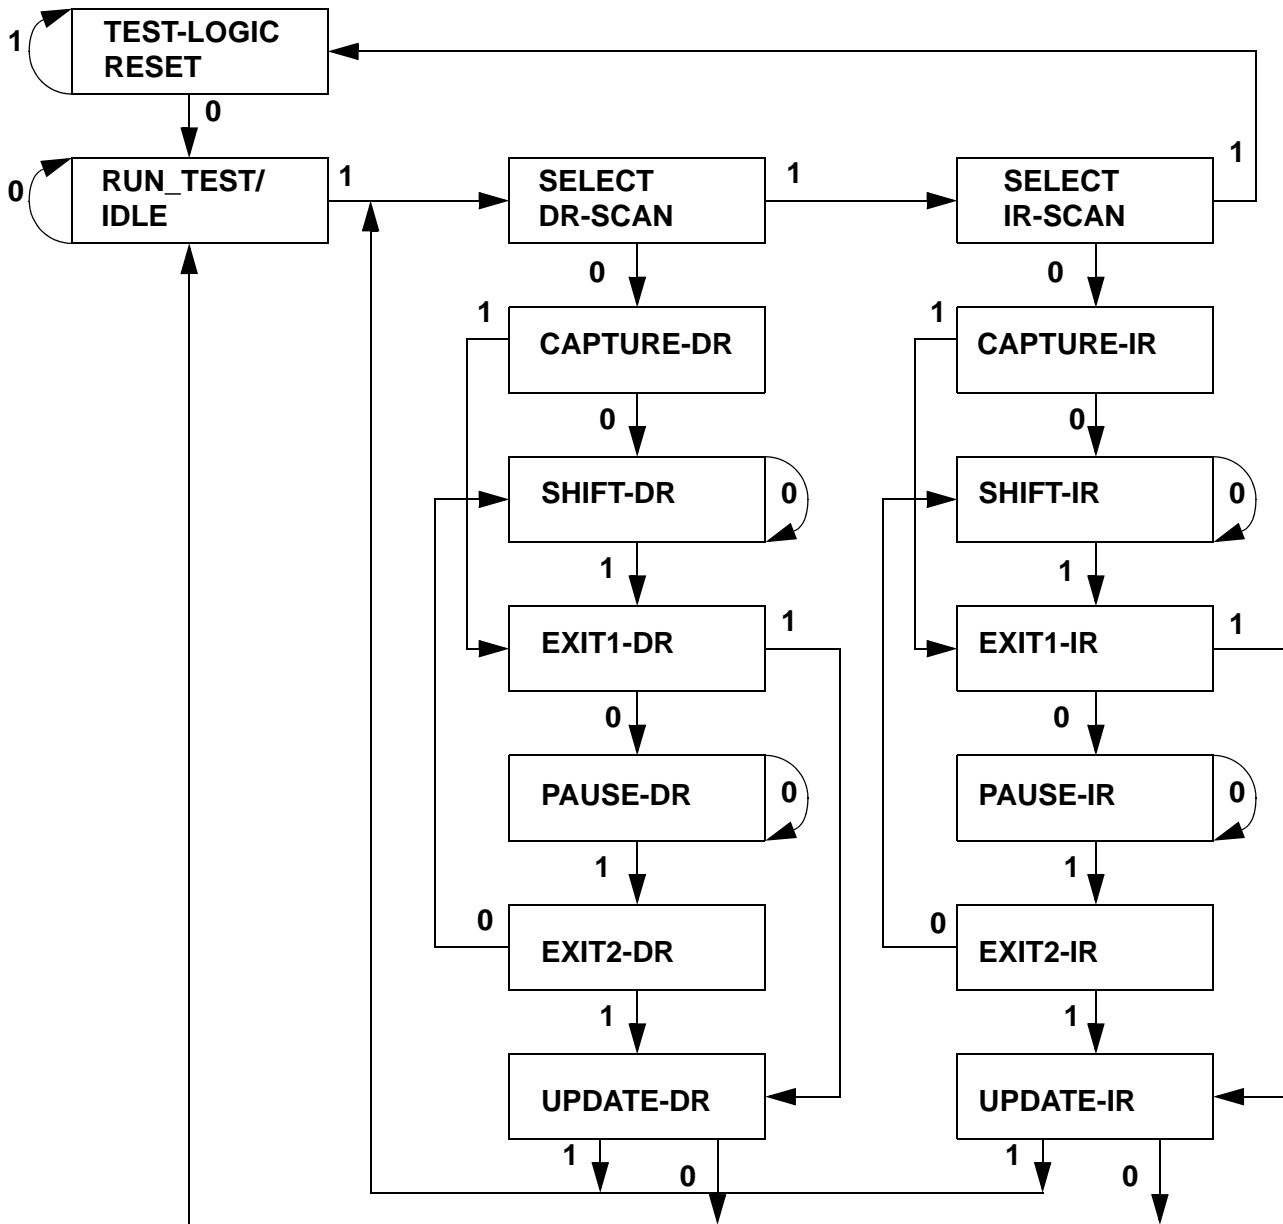 TEST-LOGIC
RESET
1
0
RUN_TEST/
IDLE
0
1
SELECT
DR-SCAN
1
SELECT
IR-SCAN
1
0
0
1
CAPTURE-DR
1
CAPTURE-IR
0
0
SHIFT-DR
0
SHIFT-IR
0
1
1
EXIT1-DR
1
EXIT1-IR
1
0
0
PAUSE-DR
0
PAUSE-IR
0
1
1
0
EXIT2-DR
0
EXIT2-IR
1
1
UPDATE-DR
UPDATE-IR
1
0
1
0